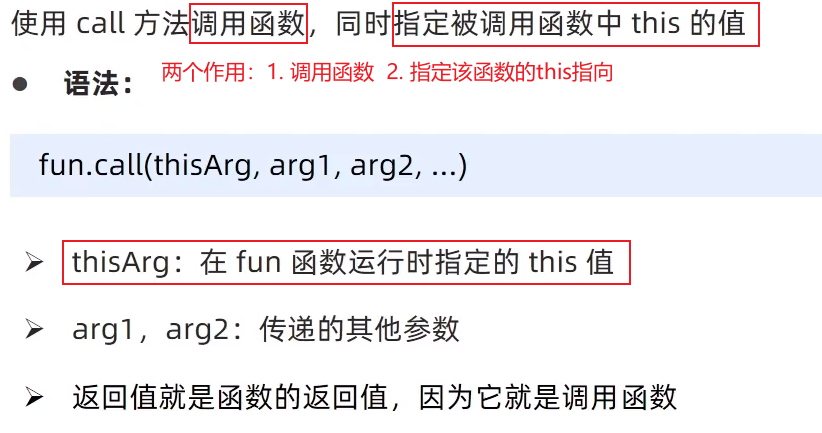 使用 call 方法调用函数，同时指定被调用函数中 this 的值
● 语法：
两个作用：1. 调用函数 2. 指定该函数的this指向
fun.call(thisArg, arg1, arg2, ...)
➢ thisArg：在 fun 函数运行时指定的 this 值
➢ arg1，arg2：传递的其他参数
➢ 返回值就是函数的返回值，因为它就是调用函数